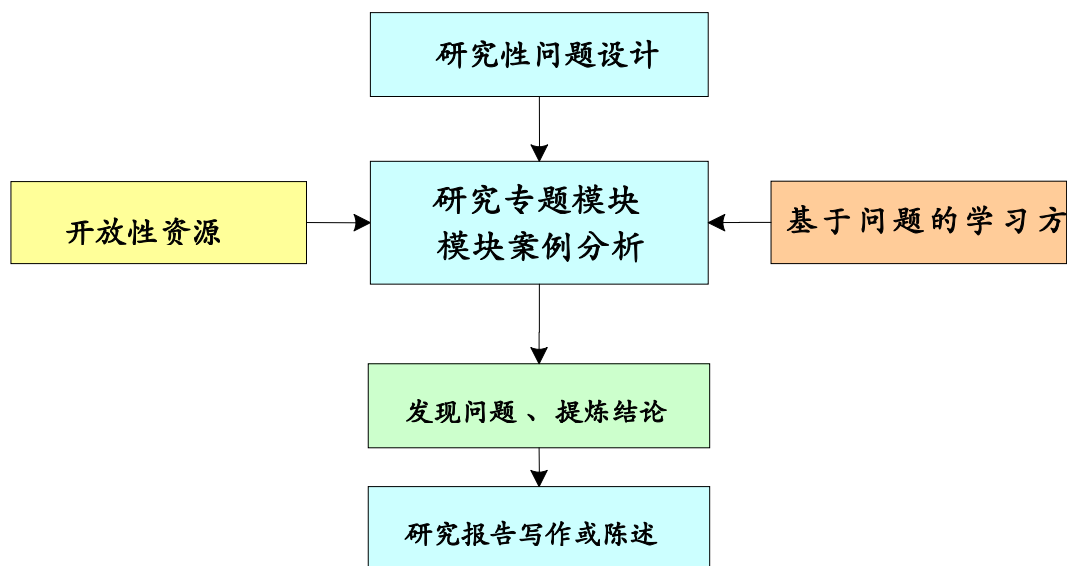 研究性问题设计
开放性资源
研究专题模块
模块案例分析
基于问题的学习方
发现问题、提炼结论
研究报告写作或陈述